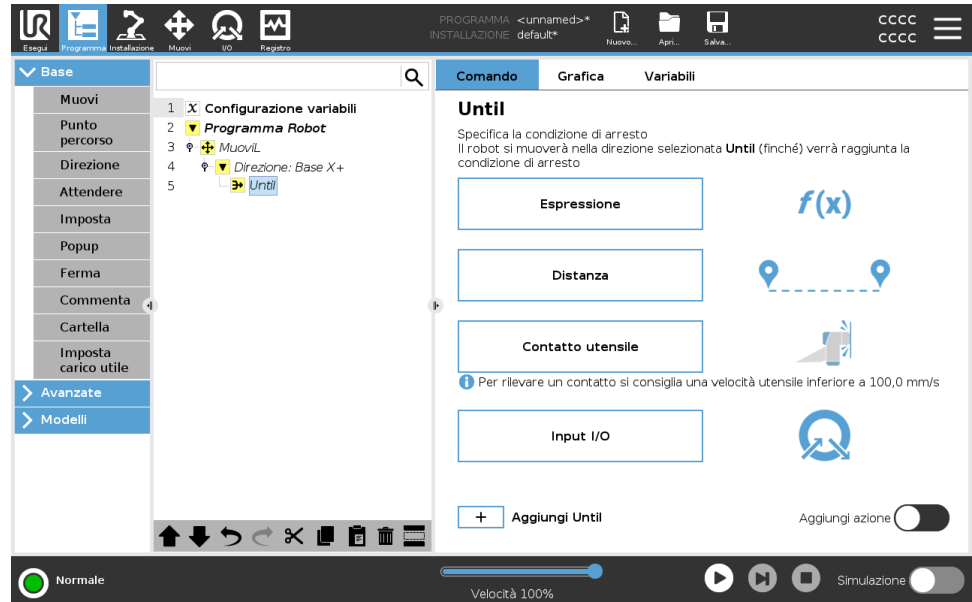 PROGRAMMA <unnamed>*
INSTALLAZIONE default*
Esegui
Programma
Installazione
Muovi
I/O
Registro
Nuovo...
Apri...
Salva...
cccc
cccc
Base
Muovi
Punto
percorso
Direzione
Attendere
Imposta
Popup
Ferma
Commenta
Cartella
Imposta
carico utile
Avanzate
Modelli
1 X Configurazione variabili
2 Programma Robot
3 MuoviL
4 Direzione: Base X+
5 Until
Comando Grafica Variabili
Until
Specifica la condizione di arresto
Il robot si muoverà nella direzione selezionata Until (finché) verrà raggiunta la
condizione di arresto
Espressione
f(x)
Distanza
Contatto utensile
Per rilevare un contatto si consiglia una velocità utensile inferiore a 100,0 mm/s
Input I/O
+ Aggiungi Until
Aggiungi azione
Normale
Velocità 100%
Simulazione